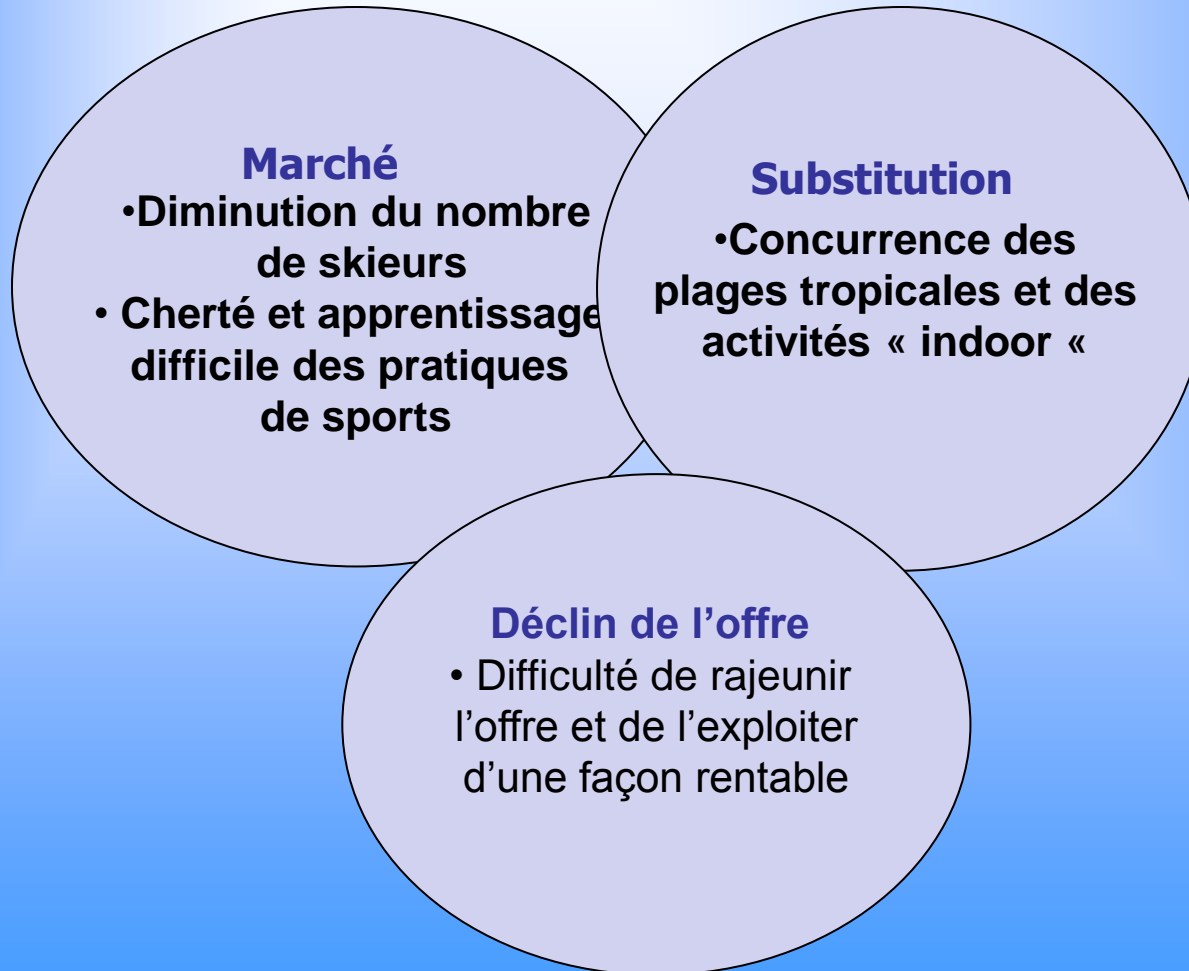 Marché
•Diminution du nombre
de skieurs
• Cherté et apprentissage
difficile des pratiques
de sports
Substitution
•Concurrence des
plages tropicales et des
activités « indoor «
Déclin de l’offre
• Difficulté de rajeunir
l’offre et de l’exploiter
d’une façon rentable